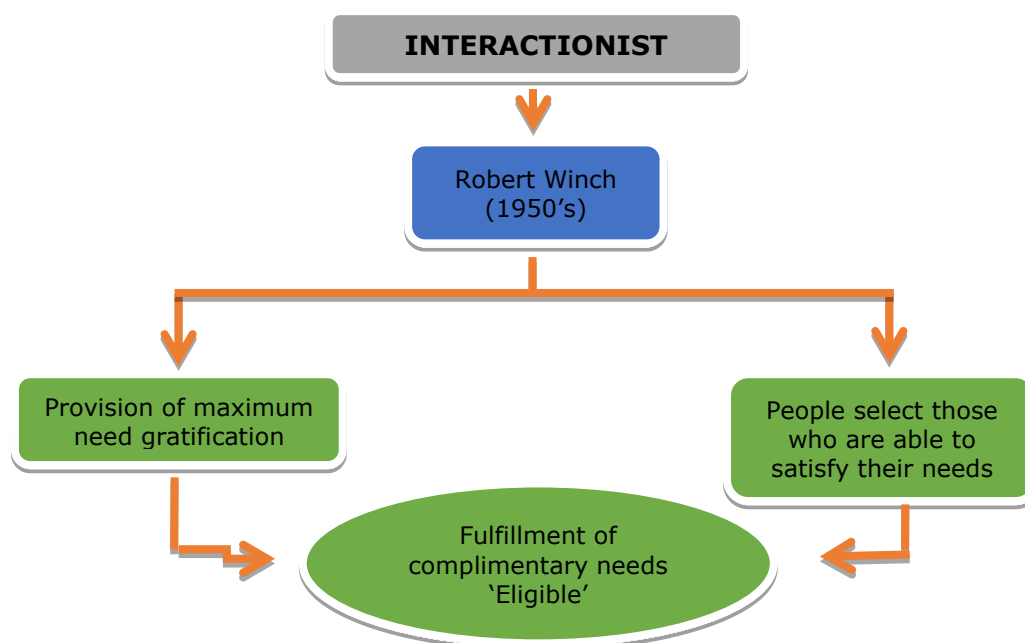 INTERACTIONIST
Robert Winch
(1950’s)
Provision of maximum
need gratification
People select those
who are able to
satisfy their needs
Fulfillment of
complimentary needs
‘Eligible’